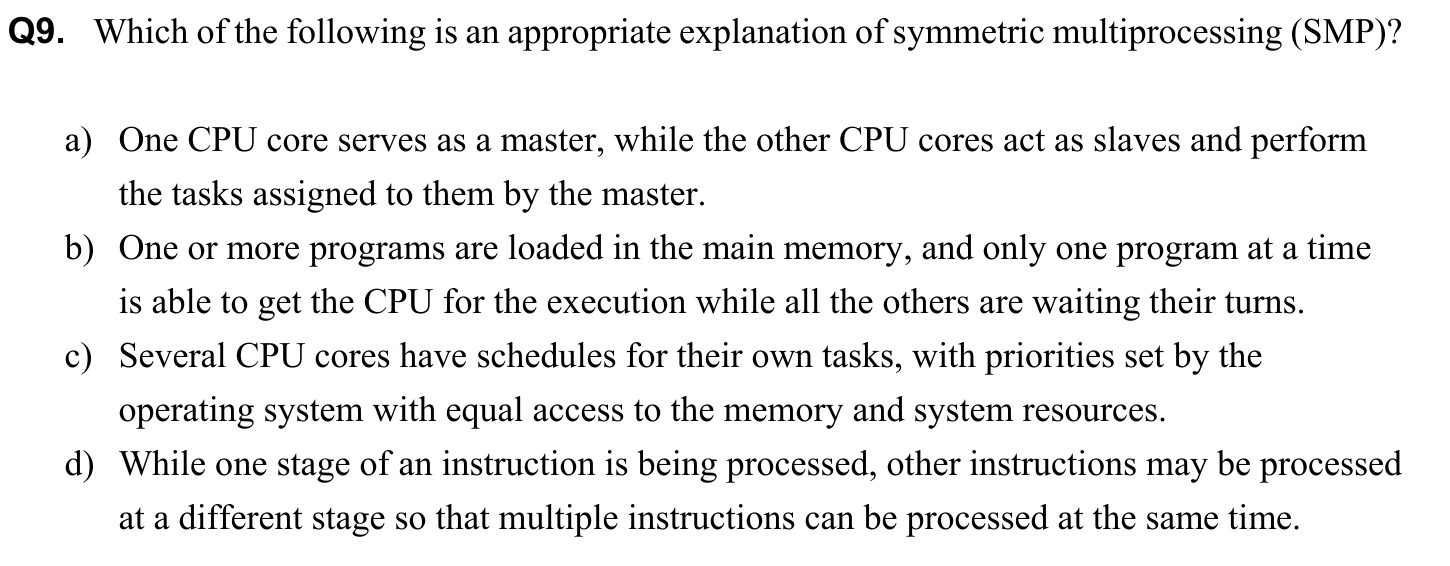 Q9. Which of the following is an appropriate explanation of symmetric multiprocessing (SMP)?
a) One CPU core serves as a master, while the other CPU cores act as slaves and perform
the tasks assigned to them by the master.
b) One or more programs are loaded in the main memory, and only one program at a time
is able to get the CPU for the execution while all the others are waiting their turns.
c) Several CPU cores have schedules for their own tasks, with priorities set by the
operating system with equal access to the memory and system resources.
d) While one stage of an instruction is being processed, other instructions may be processed
at a different stage so that multiple instructions can be processed at the same time.